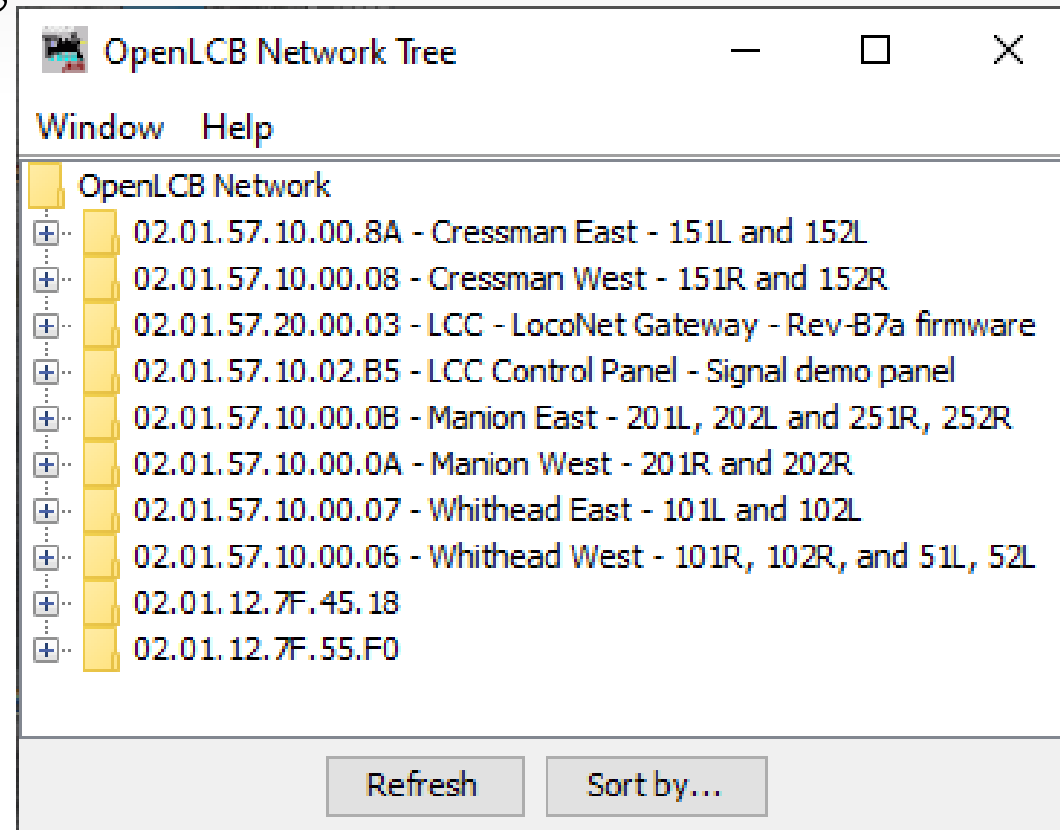 OpenLCB Network Tree
Window Help
OpenLCB Network
02.01.57.10.00.8A - Cressman East - 151L and 152L
02.01.57.10.00.08 - Cressman West - 151R and 152R
02.01.57.20.00.03 - LCC - LocoNet Gateway - Rev-B7a firmware
02.01.57.10.02.B5 - LCC Control Panel - Signal demo panel
02.01.57.10.00.0B - Manion East - 201L, 202L and 251R, 252R
02.01.57.10.00.0A - Manion West - 201R and 202R
02.01.57.10.00.07 - Whithead East - 101L and 102L
02.01.57.10.00.06 - Whithead West - 101R, 102R, and 51L, 52L
02.01.12.7F.45.18
02.01.12.7F.55.F0
Refresh Sort by...